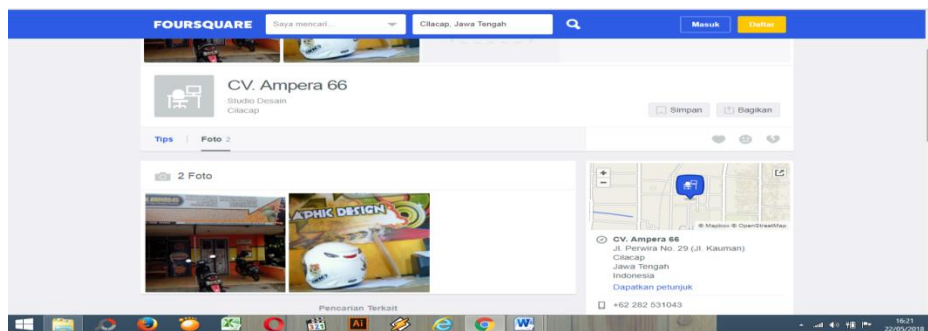 FOURSQUARE
Saya mencari...
Cilacap, Jawa Tengah
Masuk
Daftar
CV. Ampera 66
Studio Desain
Cilacap
Simpan
Bagikan
Tips
Foto 2
2 Foto
APHIC DESIGN
+
−
© Mapbox © OpenStreetMap
CV. Ampera 66
Jl. Perwira No. 29 (Jl. Kauman)
Cilacap
Jawa Tengah
Indonesia
Dapatkan petunjuk
+62 282 531043
Pencarian Terkait
Ai
W
16:21
22/05/2018